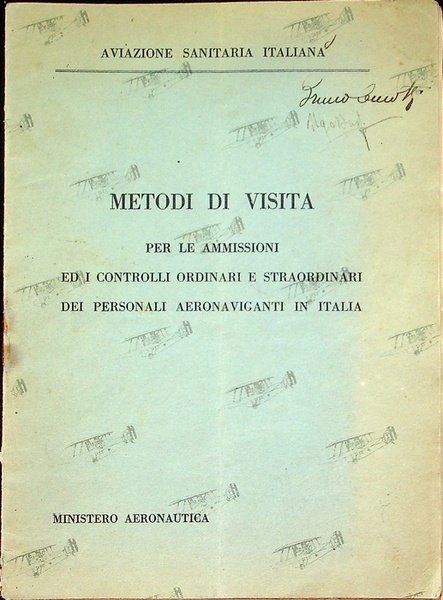 AVIAZIONE SANITARIA ITALIANA
METODI DI VISITA
PER LE AMMISSIONI
ED I CONTROLLI ORDINARI E STRAORDINARI
DEI PERSONALI AERONAVIGANTI IN ITALIA
MINISTERO AERONAUTICA